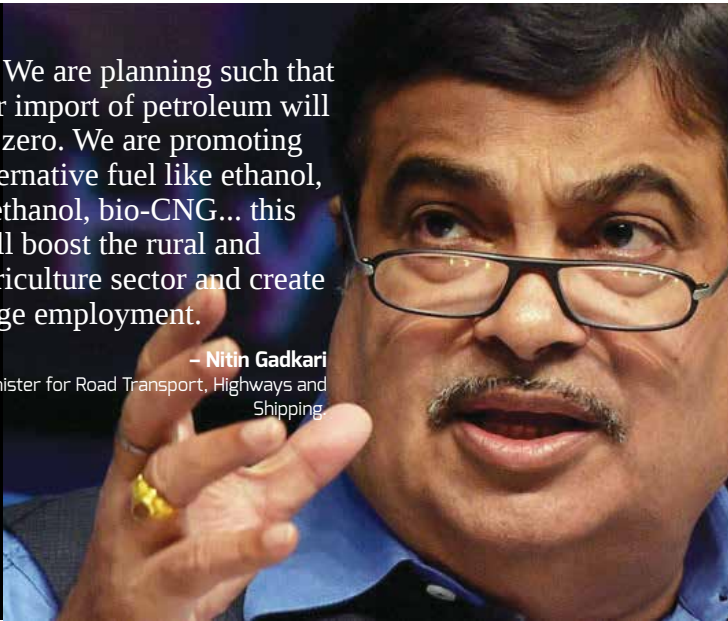 We are planning such that
r import of petroleum will
zero. We are promoting
ernative fuel like ethanol,
ethanol, bio-CNG... this
ll boost the rural and
riculture sector and create
ge employment.
– Nitin Gadkari
nister for Road Transport, Highways and
Shipping.